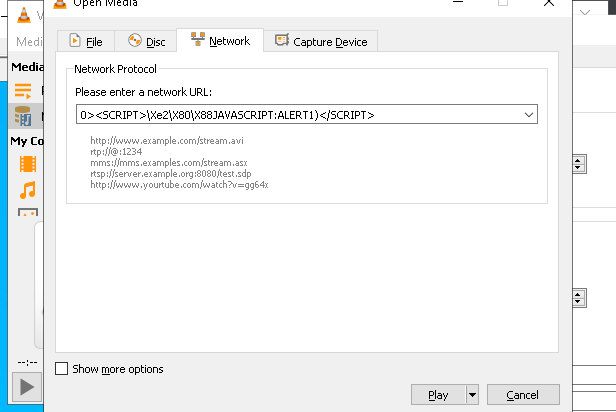 Open Media
V
Medi
File
Disc
Network
Capture Device
Media
My Co
Network Protocol
Please enter a network URL:
0><SCRIPT>\Xe2\X80\X88JAVASCRIPT:ALERT1)</SCRIPT>
http://www.example.com/stream.avi
rtp://@:1234
mms://mms.examples.com/stream.asx
rtsp://server.example.org:8080/test.sdp
http://www.yourtube.com/watch?v=gg64x
--:--
Show more options
Play
Cancel